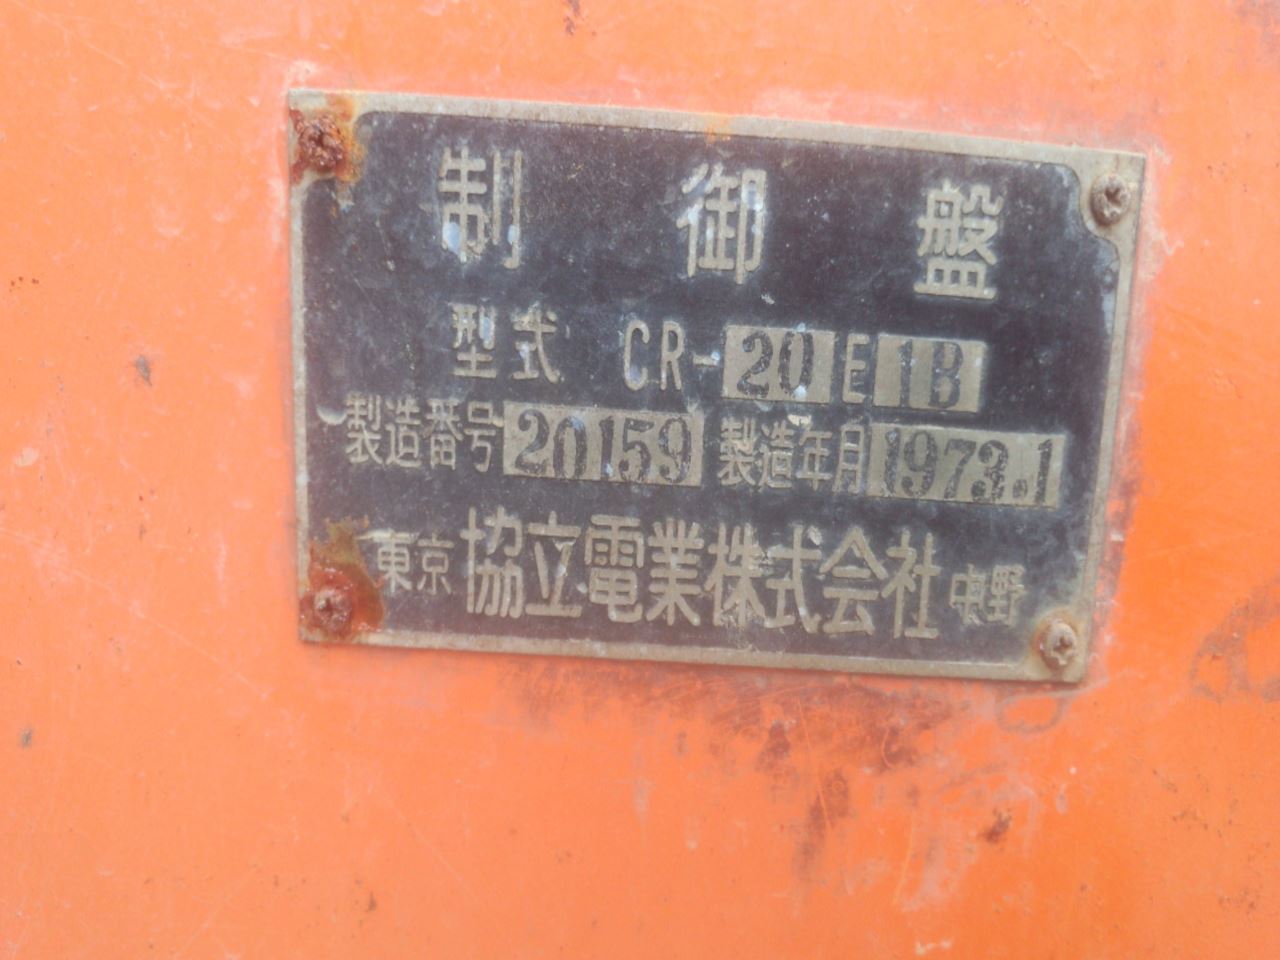 制御盤
型式 CR-20E1B
製造番号 20159 製造年月 1973.1
東京 協立電業株式会社 中野